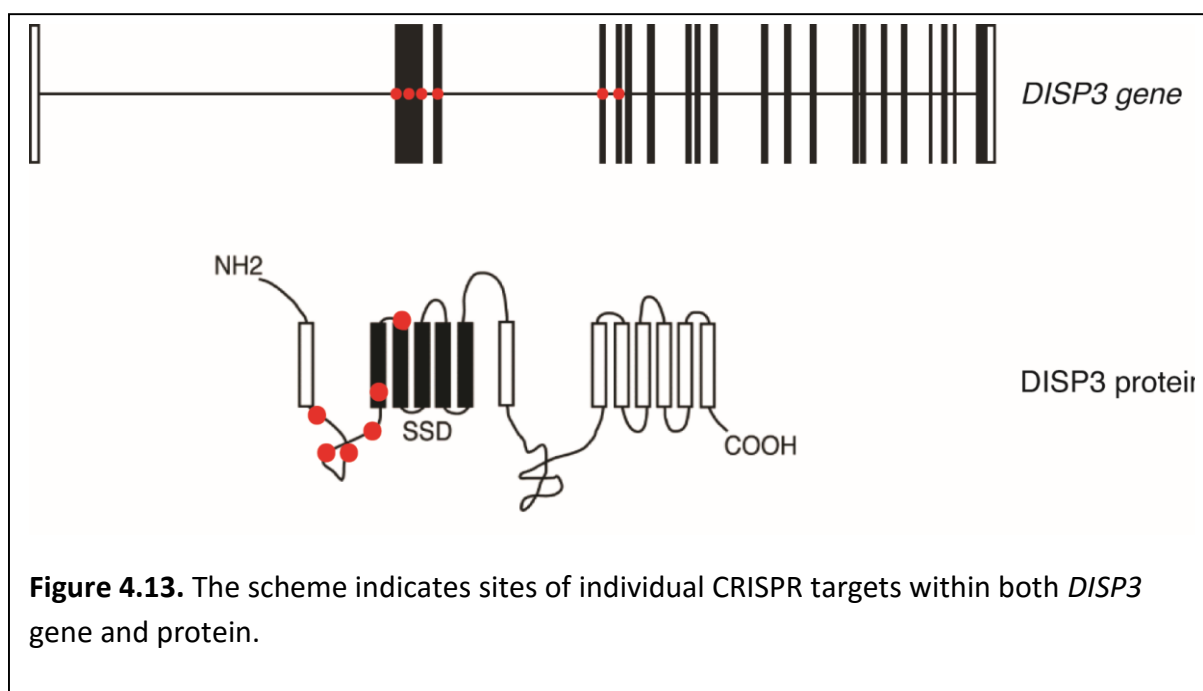 DISP3 gene
NH2
SSD
COOH
DISP3 protein
Figure 4.13. The scheme indicates sites of individual CRISPR targets within both DISP3
gene and protein.